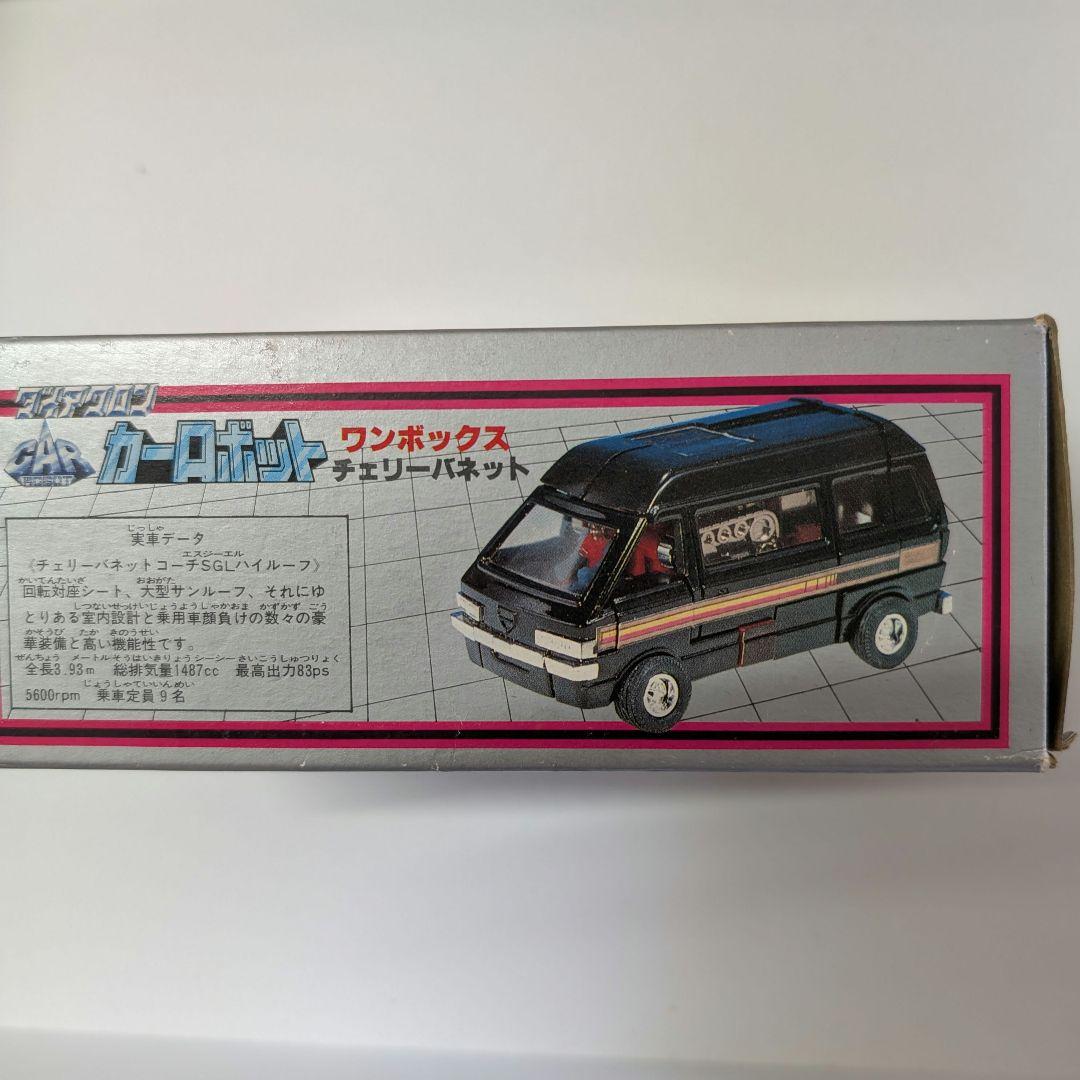 ダイアクロン
CAR
ROBOT
カーロボット
ワンボックス
チェリーバネット
じっしゃ
実車データ
エスジーエル
《チェリーバネットコーチSGLハイルーフ》
かいてんたいざ おおがた
回転対座シート、大型サンルーフ、それにゆ
しつないせっけいじょうようしゃかおま かずかず ごう
とりある室内設計と乗用車顔負けの数々の豪
かそうび たか きのうせい
華装備と高い機能性です。
ぜんちょう メートル そうはいきりょう シーシー さいこうしゅつりょく
全長3.93m 総排気量1487cc 最高出力83ps
じょうしゃていいんめい
5600rpm 乗車定員9名